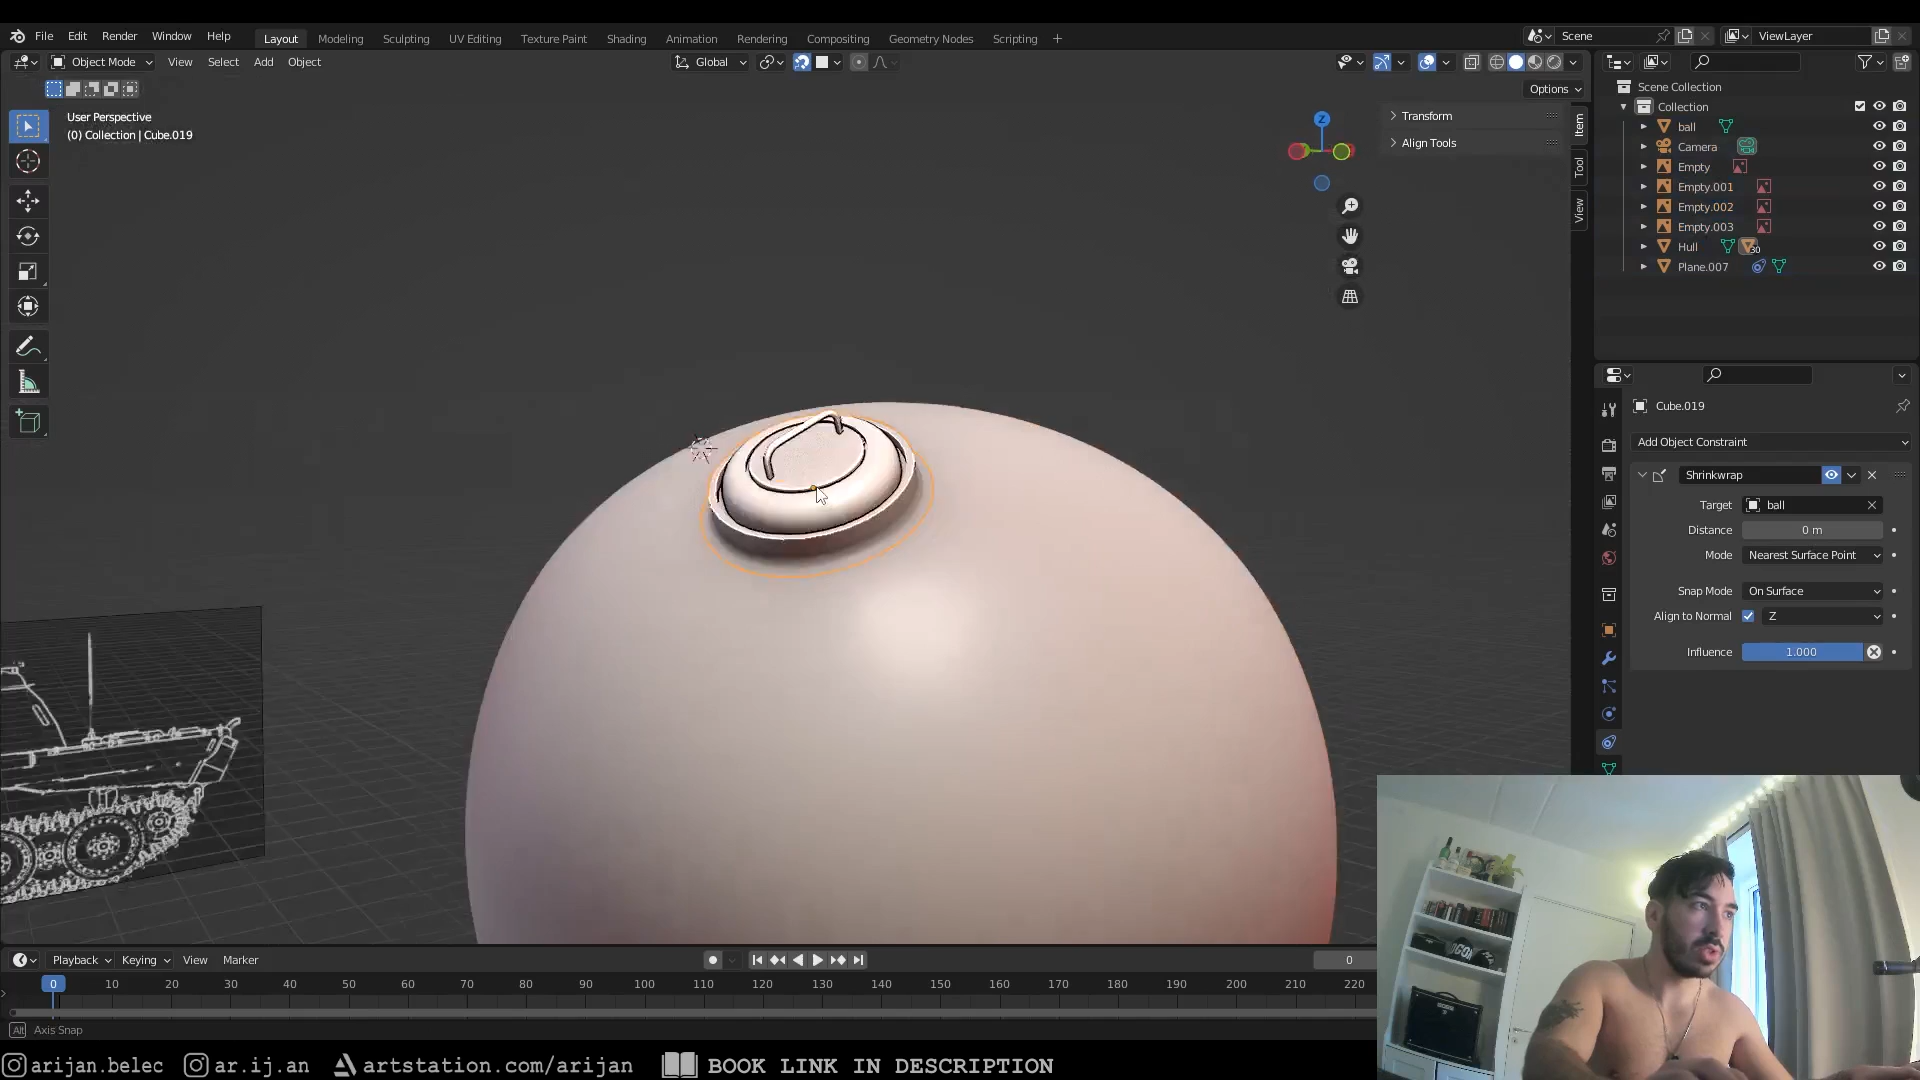 File Edit Render Window Help
Layout Modeling Sculpting UV Editing Texture Paint Shading Animation Rendering Compositing Geometry Nodes Scripting +
Scene
ViewLayer
Object Mode View Select Add Object
Global
Options
User Perspective
(0) Collection | Cube.019
Z
Transform
Align Tools
Item
Tool
View
Scene Collection
Collection
ball
Camera
Empty
Empty.001
Empty.002
Empty.003
Hull
30
Plane.007
Cube.019
Add Object Constraint
Shrinkwrap
Target ball
Distance 0 m
Mode Nearest Surface Point
Snap Mode On Surface
Align to Normal Z
Influence 1.000
Playback Keying View Marker
0
0 10 20 30 40 50 60 70 80 90 100 110 120 130 140 150 160 170 180 190 200 210 220
Alt Axis Snap
arijan.belec ar.ij.an artstation.com/arijan BOOK LINK IN DESCRIPTION